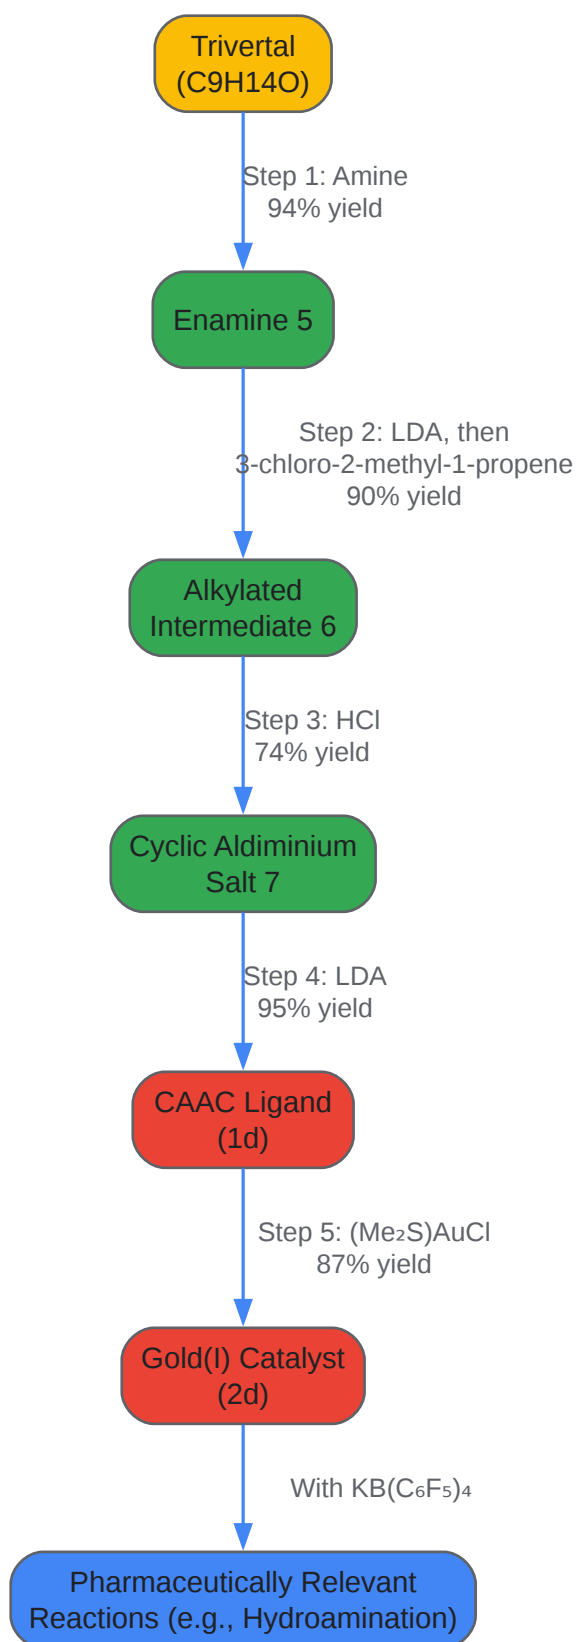 Trivertal
(C9H14O)
Step 1: Amine
94% yield
Enamine 5
Step 2: LDA, then
3-chloro-2-methyl-1-propene
90% yield
Alkylated
Intermediate 6
Step 3: HCl
74% yield
Cyclic Aldiminium
Salt 7
Step 4: LDA
95% yield
CAAC Ligand
(1d)
Step 5: (Me₂S)AuCl
87% yield
Gold(I) Catalyst
(2d)
With KB(C₆F₅)₄
Pharmaceutically Relevant
Reactions (e.g., Hydroamination)